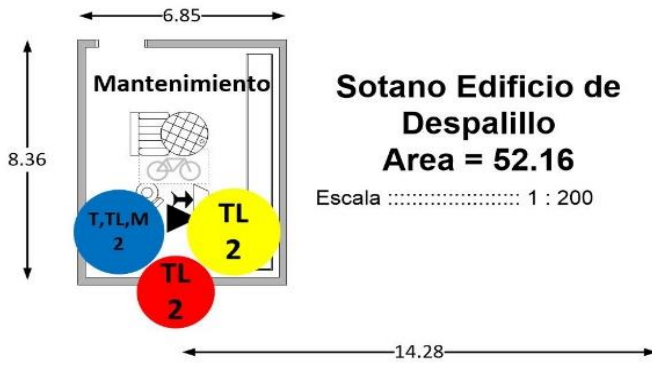 6.85
Mantenimiento
8.36
T,TL,M
2
TL
2
TL
2
Sotano Edificio de
Despalillo
Area = 52.16
Escala ::::::::::::::::::::: 1 : 200
14.28